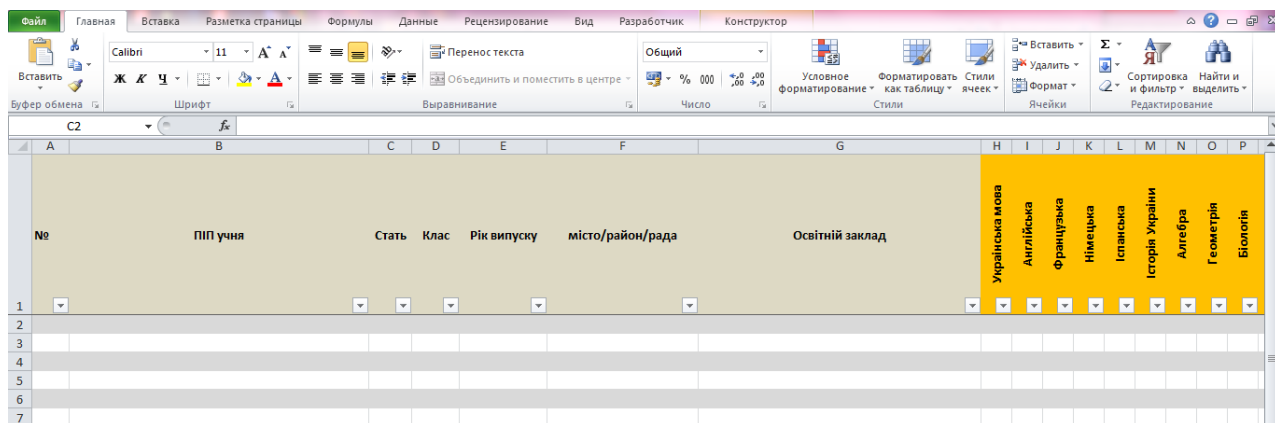 Файл Главная Вставка Разметка страницы Формулы Данные Рецензирование Вид Разработчик Конструктор
Calibri 11 Перенос текста Общий Вставить
Вставить Ж К Ч Объединить и поместить в центре % 000 Условное форматирование Форматировать как таблицу Стили ячеек Удалить Формат Сортировка и фильтр Найти и выделить
Буфер обмена Шрифт Выравнивание Число Стили Ячейки Редактирование
C2 fx
A B C D E F G H I J K L M N O P
№ ПІП учня Стать Клас Рік випуску місто/район/рада Освітній заклад Українська мова Англійська Французька Німецька Іспанська Історія України Алгебра Геометрія Біологія
1
2
3
4
5
6
7